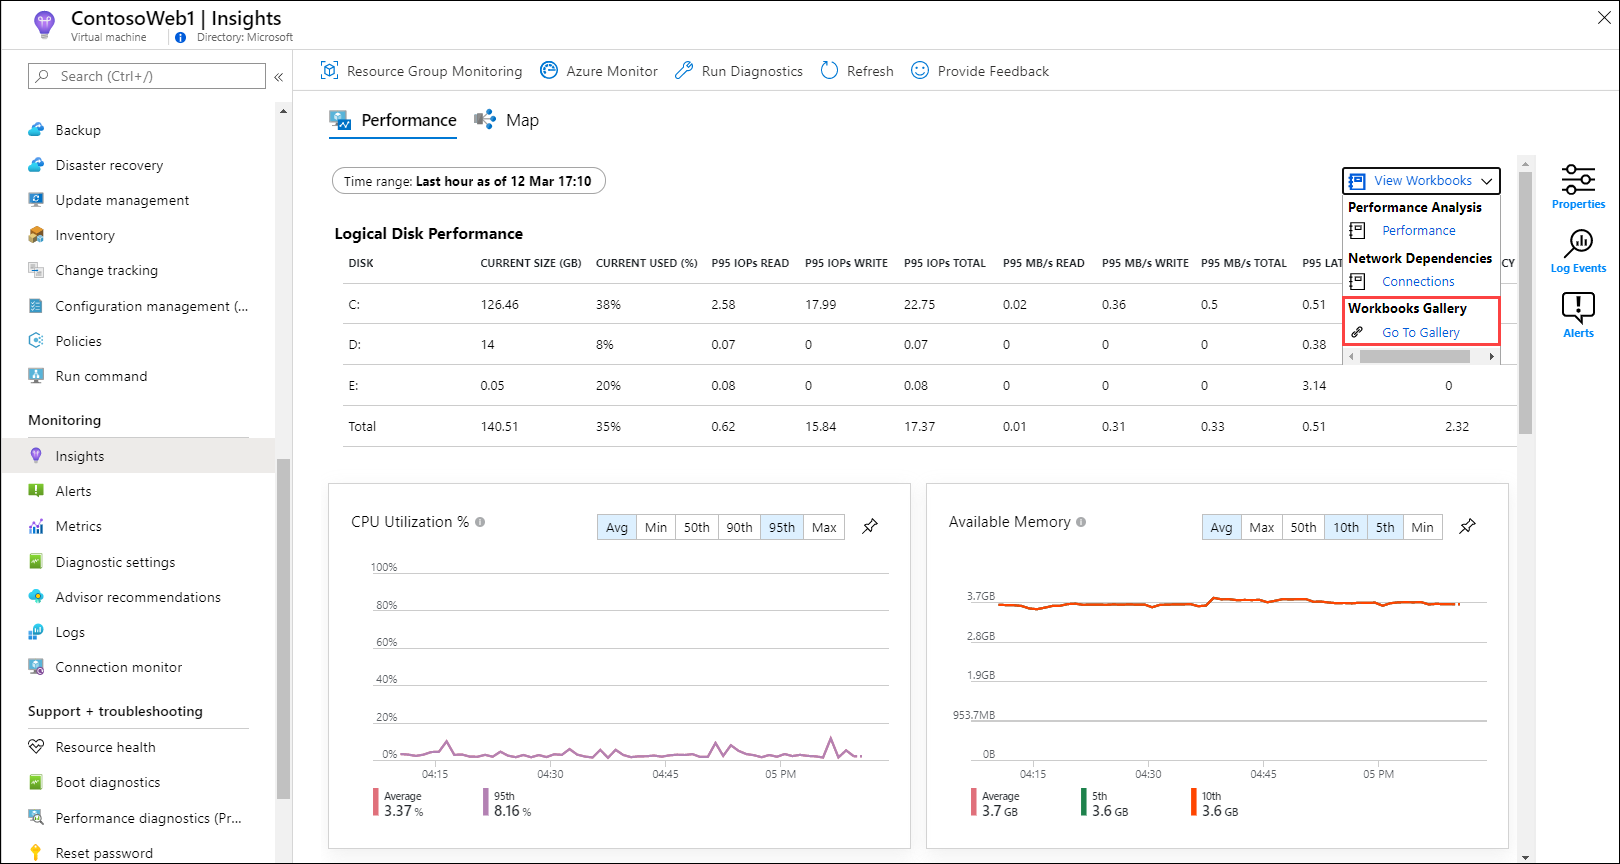 ContosoWeb1 | Insights
Virtual machine
Directory: Microsoft
Search (Ctrl+/)
«
Backup
Disaster recovery
Update management
Inventory
Change tracking
Configuration management (...
Policies
Run command
Monitoring
Insights
Alerts
Metrics
Diagnostic settings
Advisor recommendations
Logs
Connection monitor
Support + troubleshooting
Resource health
Boot diagnostics
Performance diagnostics (Pr...
Reset password
Resource Group Monitoring
Azure Monitor
Run Diagnostics
Refresh
Provide Feedback
Performance
Map
Time range: Last hour as of 12 Mar 17:10
View Workbooks
Performance Analysis
Performance
Network Dependencies
Connections
Workbooks Gallery
Go To Gallery
Properties
Log Events
Alerts
Logical Disk Performance
DISK CURRENT SIZE (GB) CURRENT USED (%) P95 IOPs READ P95 IOPs WRITE P95 IOPs TOTAL P95 MB/s READ P95 MB/s WRITE P95 MB/s TOTAL P95 LAT CY
C: 126.46 38% 2.58 17.99 22.75 0.02 0.36 0.5 0.51
D: 14 8% 0.07 0 0.07 0 0 0 0.38
E: 0.05 20% 0.08 0 0.08 0 0 0 3.14 0
Total 140.51 35% 0.62 15.84 17.37 0.01 0.31 0.33 0.51 2.32
CPU Utilization %
Avg Min 50th 90th 95th Max
100%
80%
60%
40%
20%
0%
04:15 04:30 04:45 05 PM
Average
3.37 %
95th
8.16 %
Available Memory
Avg Max 50th 10th 5th Min
3.7GB
2.8GB
1.9GB
953.7MB
0B
04:15 04:30 04:45 05 PM
Average
3.7 GB
5th
3.6 GB
10th
3.6 GB